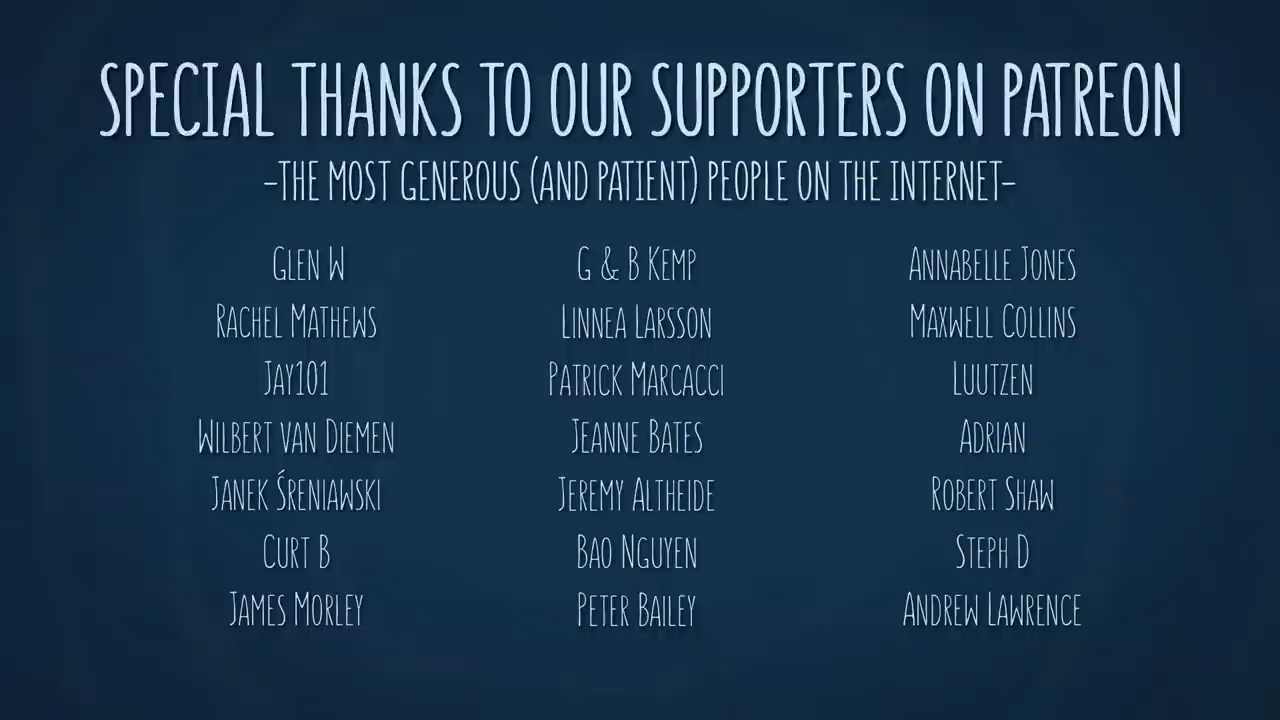 SPECIAL THANKS TO OUR SUPPORTERS ON PATREON
-THE MOST GENEROUS (AND PATIENT) PEOPLE ON THE INTERNET-
GLEN W
RACHEL MATHEWS
JAY101
WILBERT VAN DIEMEN
JANEK ŚRENIAWSKI
CURT B
JAMES MORLEY
G & B KEMP
LINNEA LARSSON
PATRICK MARCACCI
JEANNE BATES
JEREMY ALTHEIDE
BAO NGUYEN
PETER BAILEY
ANNABELLE JONES
MAXWELL COLLINS
LUUTZEN
ADRIAN
ROBERT SHAW
STEPH D
ANDREW LAWRENCE